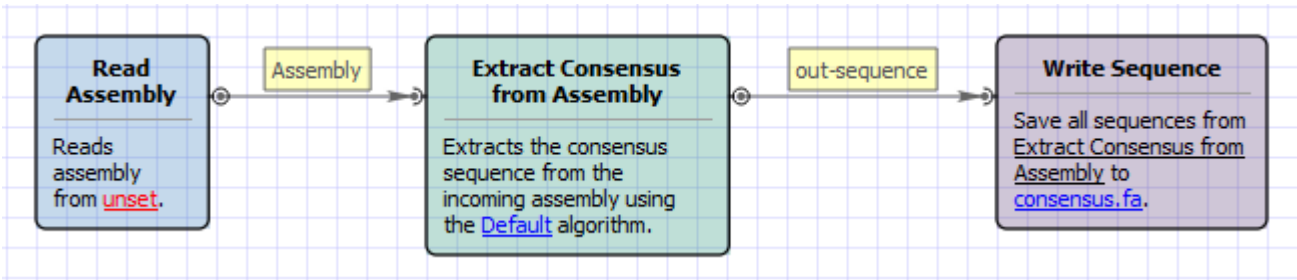 Read
Assembly
Reads
assembly
from unset.
Assembly
Extract Consensus
from Assembly
Extracts the consensus
sequence from the
incoming assembly using
the Default algorithm.
out-sequence
Write Sequence
Save all sequences from
Extract Consensus from
Assembly to
consensus.fa.